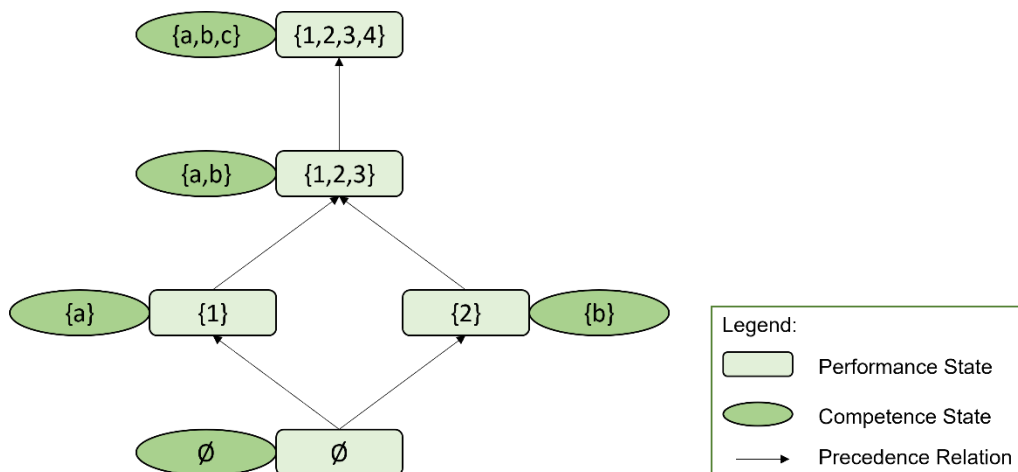 {a,b,c} {1,2,3,4}
{a,b} {1,2,3}
{a} {1} {2} {b}
Ø Ø
Legend:
Performance State
Competence State
Precedence Relation